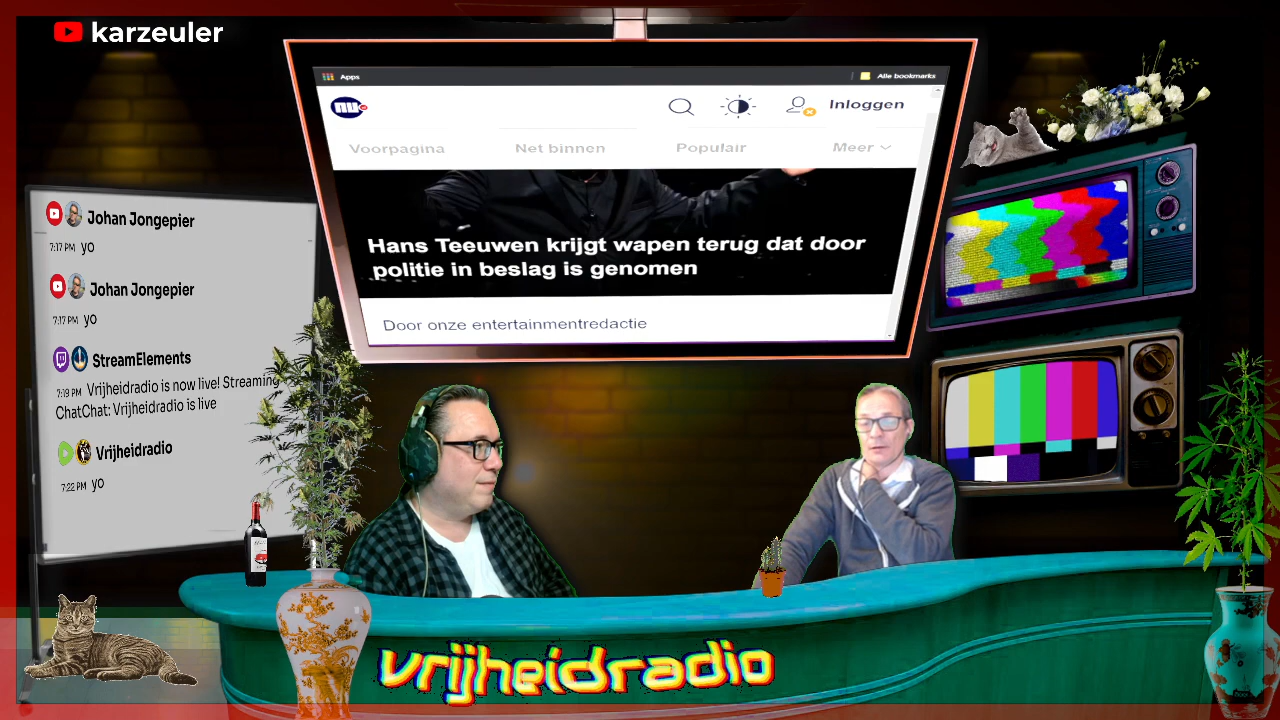 karzeuler
Apps
Alle bookmarks
nu
Inloggen
Voorpagina
Net binnen
Populair
Meer
Hans Teeuwen krijgt wapen terug dat door
politie in beslag is genomen
Door onze entertainmentredactie
Johan Jongepier
7:17 PM yo
Johan Jongepier
7:17 PM yo
StreamElements
7:19 PM Vrijheidradio is now live! Streaming
ChatChat: Vrijheidradio is live
Vrijheidradio
7:22 PM yo
vrijheidradio